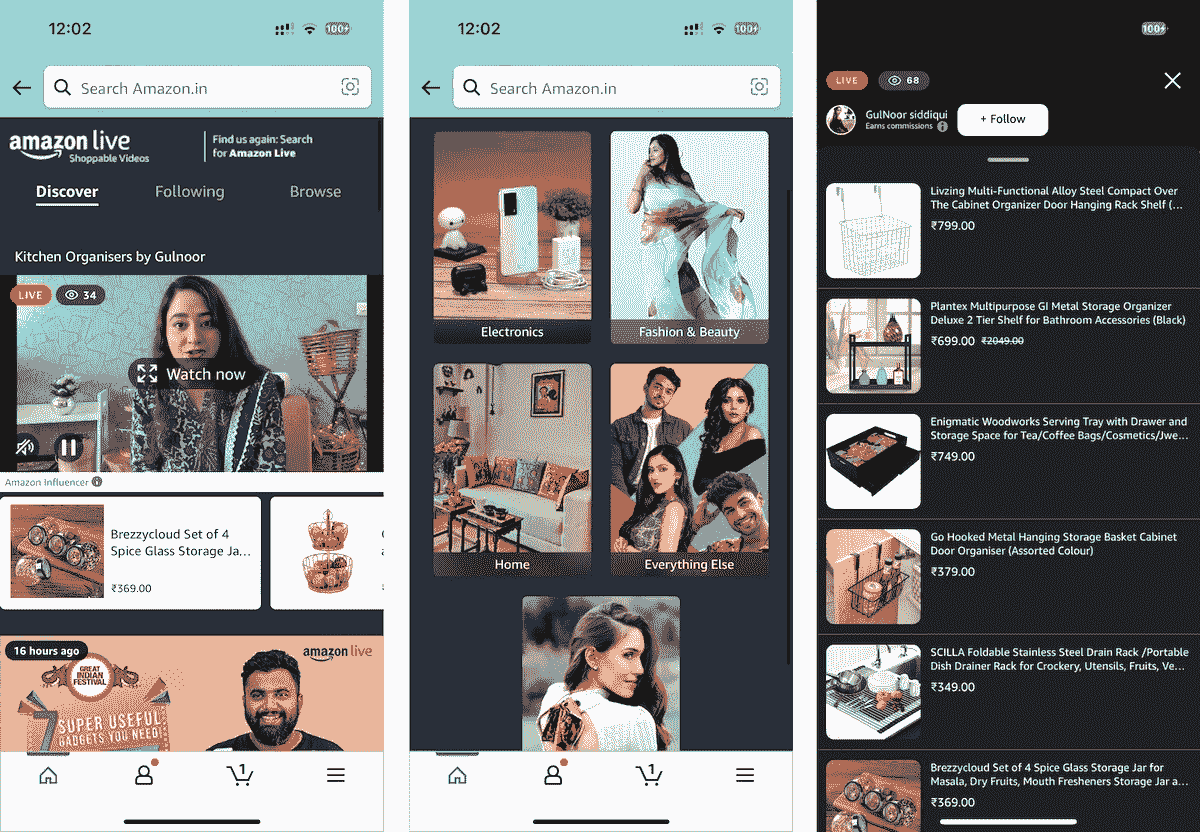 12:02
100
Search Amazon.in
amazon live
Shoppable Videos
Find us again: Search
for Amazon Live
Discover Following Browse
Kitchen Organisers by Gulnoor
LIVE 34
Watch now
Amazon Influencer
Brezzycloud Set of 4
Spice Glass Storage Ja...
₹369.00
16 hours ago
amazon live
GREAT
INDIAN
FESTIVAL
7 SUPER USEFUL
GADGETS YOU NEED!
1
12:02
100
Search Amazon.in
Electronics
Fashion & Beauty
Home
Everything Else
1
100
LIVE 68
GulNoor siddiqui
Earns commissions
+ Follow
Livzing Multi-Functional Alloy Steel Compact Over
The Cabinet Organizer Door Hanging Rack Shelf (...
₹799.00
Plantex Multipurpose GI Metal Storage Organizer
Deluxe 2 Tier Shelf for Bathroom Accessories (Black)
₹699.00 ₹2049.00
Enigmatic Woodworks Serving Tray with Drawer and
Storage Space for Tea/Coffee Bags/Cosmetics/Jwe...
₹749.00
Go Hooked Metal Hanging Storage Basket Cabinet
Door Organiser (Assorted Colour)
₹379.00
SCILLA Foldable Stainless Steel Drain Rack /Portable
Dish Drainer Rack for Crockery, Utensils, Fruits, Ve...
₹349.00
Brezzycloud Set of 4 Spice Glass Storage Jar for
Masala, Dry Fruits, Mouth Fresheners Storage Jar a...
₹369.00